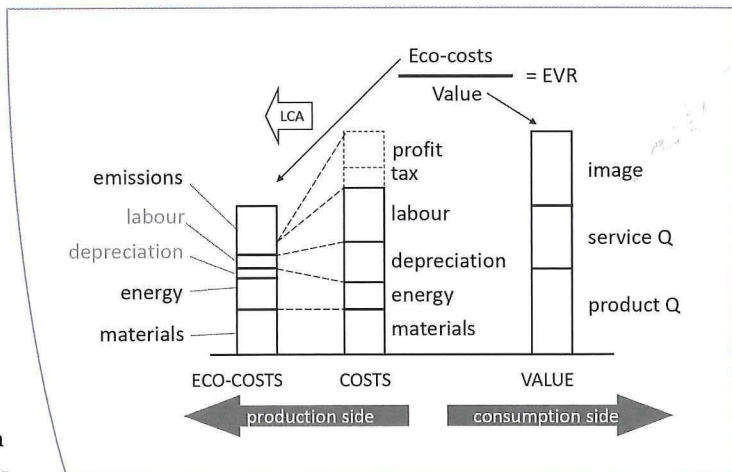 Eco-costs
= EVR
Value
LCA
profit
tax
emissions
image
labour
labour
service Q
depreciation
depreciation
energy
energy
product Q
materials
materials
ECO-COSTS COSTS VALUE
production side consumption side